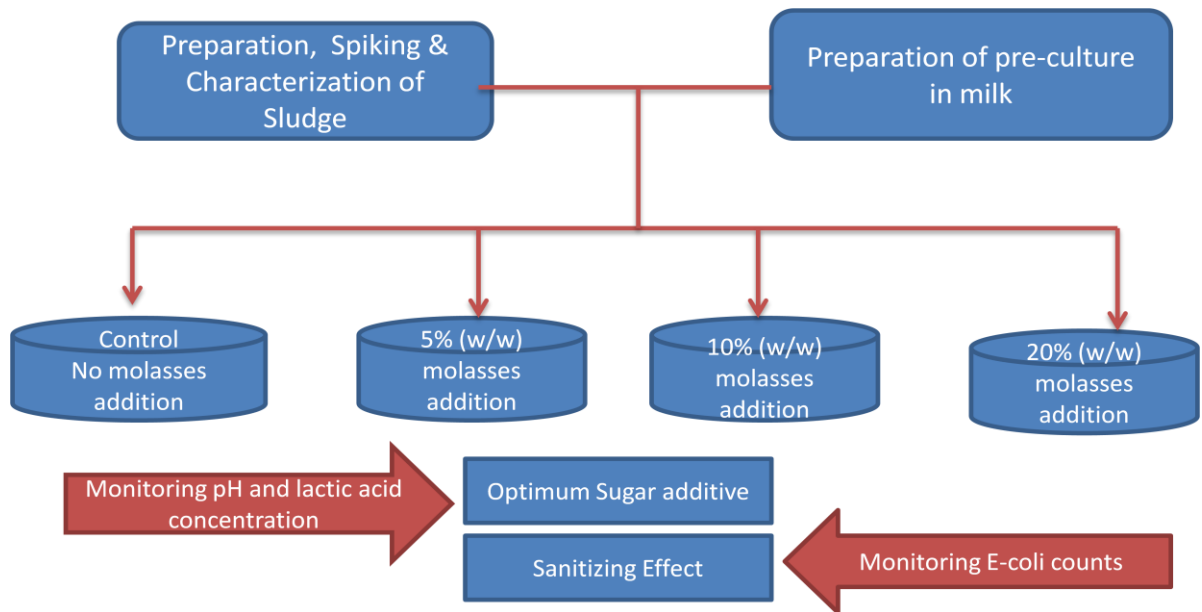 Preparation, Spiking &
Characterization of
Sludge
Preparation of pre-culture
in milk
Control
No molasses
addition
5% (w/w)
molasses
addition
10% (w/w)
molasses
addition
20% (w/w)
molasses
addition
Monitoring pH and lactic acid
concentration
Optimum Sugar additive
Sanitizing Effect
Monitoring E-coli counts